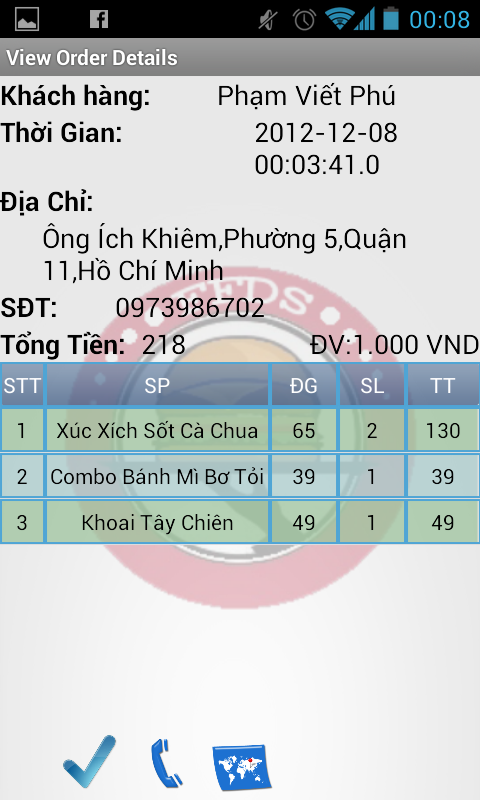 00:08
View Order Details
Khách hàng: Phạm Viết Phú
Thời Gian: 2012-12-08
00:03:41.0
Địa Chỉ:
Ông Ích Khiêm,Phường 5,Quận
11,Hồ Chí Minh
SĐT: 0973986702
Tổng Tiền: 218 ĐV:1.000 VND
STT SP ĐG SL TT
1 Xúc Xích Sốt Cà Chua 65 2 130
2 Combo Bánh Mì Bơ Tỏi 39 1 39
3 Khoai Tây Chiên 49 1 49